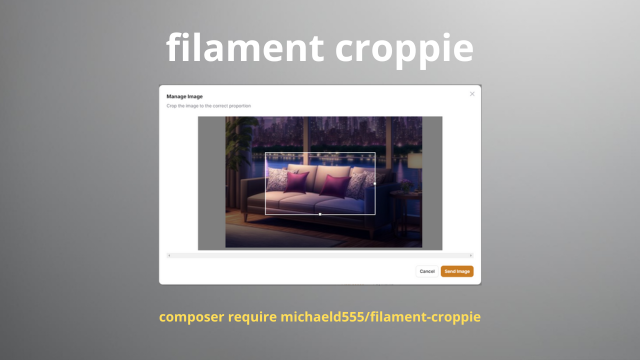 filament croppie
Manage Image
Crop the image to the correct proportion
Cancel
Send Image
composer require michaeld555/filament-croppie